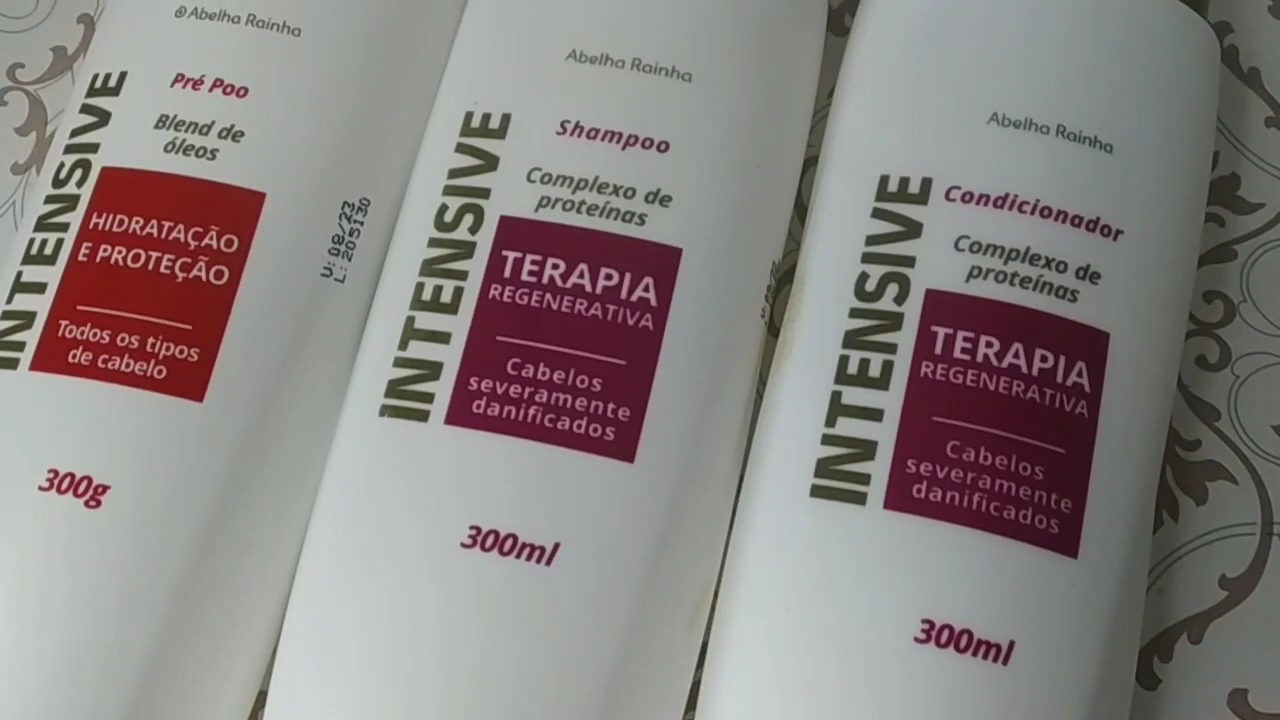 Abelha Rainha
Pré Poo
Blend de
óleos
INTENSIVE
HIDRATAÇÃO
E PROTEÇÃO
Todos os tipos
de cabelo
300g
V: 08/23
L: 205130
Abelha Rainha
Shampoo
Complexo de
proteínas
INTENSIVE
TERAPIA
REGENERATIVA
Cabelos
severamente
danificados
300ml
Abelha Rainha
Condicionador
Complexo de
proteínas
INTENSIVE
TERAPIA
REGENERATIVA
Cabelos
severamente
danificados
300ml